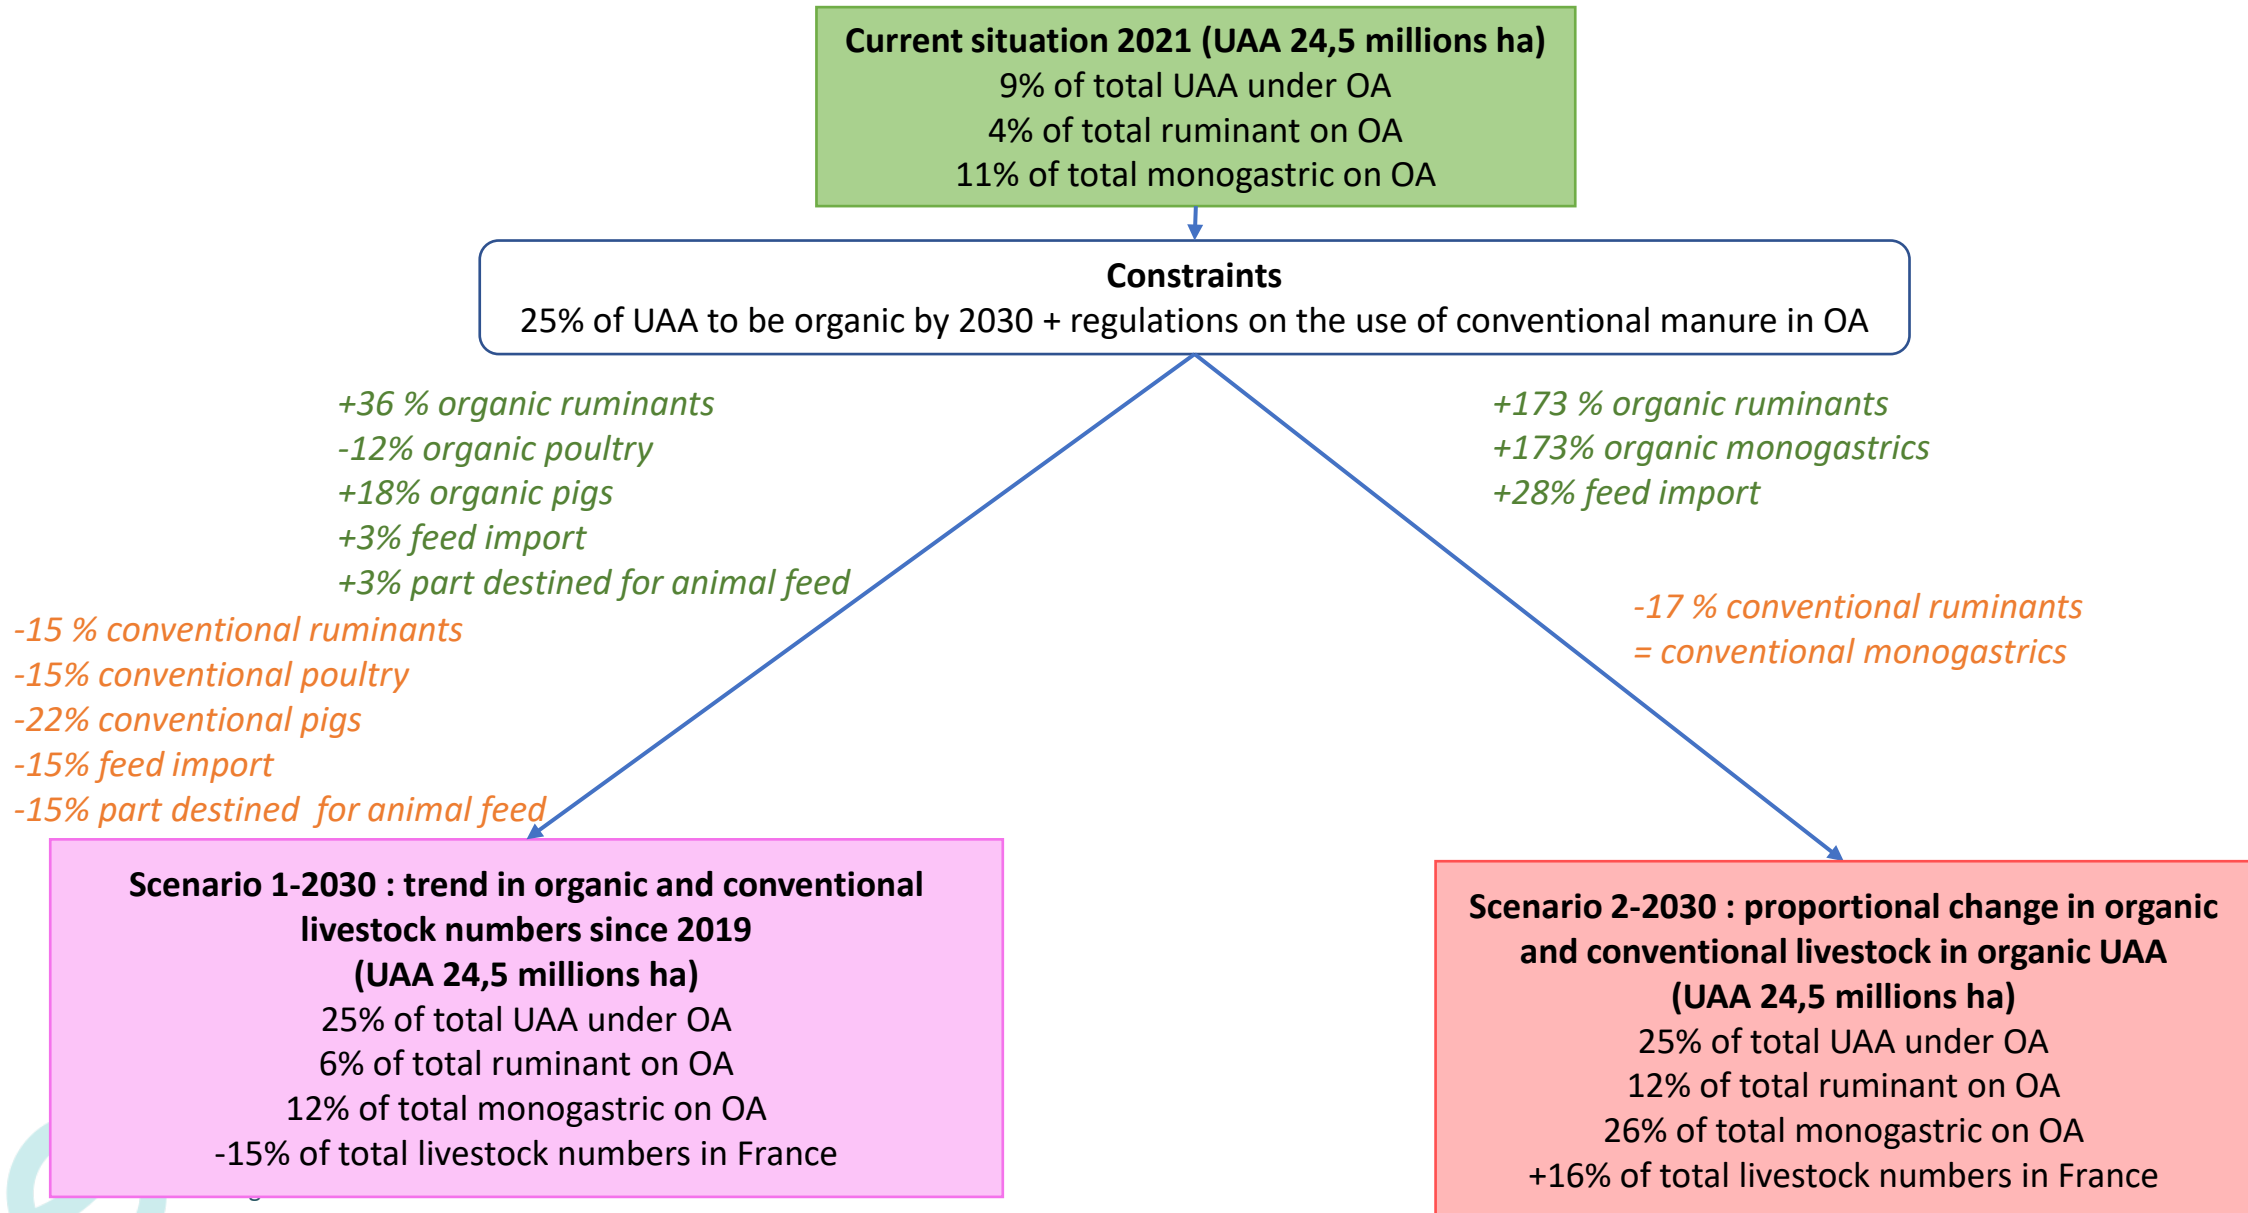 Current situation 2021 (UAA 24,5 millions ha)
9% of total UAA under OA
4% of total ruminant on OA
11% of total monogastric on OA
Constraints
25% of UAA to be organic by 2030 + regulations on the use of conventional manure in OA
+36 % organic ruminants
-12% organic poultry
+18% organic pigs
+3% feed import
+3% part destined for animal feed
-15 % conventional ruminants
-15% conventional poultry
-22% conventional pigs
-15% feed import
-15% part destined  for animal feed
+173 % organic ruminants
+173% organic monogastrics
+28% feed import
-17 % conventional ruminants
= conventional monogastrics
Scenario 1-2030 : trend in organic and conventional
livestock numbers since 2019
(UAA 24,5 millions ha)
25% of total UAA under OA
6% of total ruminant on OA
12% of total monogastric on OA
-15% of total livestock numbers in France
Scenario 2-2030 : proportional change in organic
and conventional livestock in organic UAA
(UAA 24,5 millions ha)
25% of total UAA under OA
12% of total ruminant on OA
26% of total monogastric on OA
+16% of total livestock numbers in France